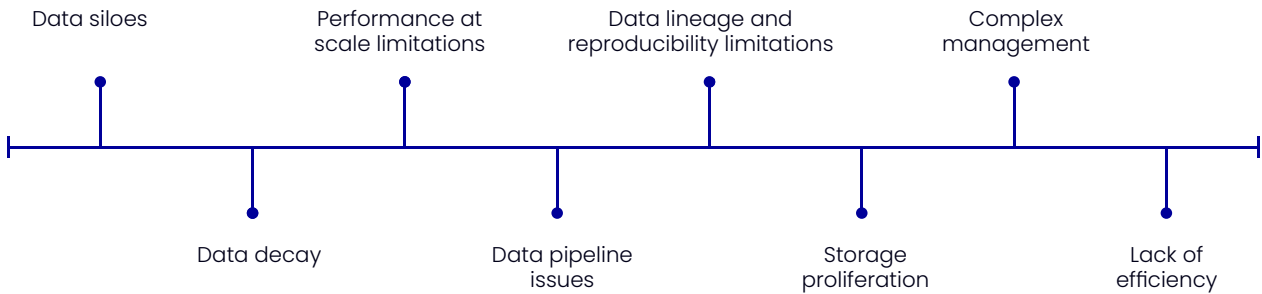 Data siloes
Performance at
scale limitations
Data lineage and
reproducibility limitations
Complex
management
Data decay
Data pipeline
issues
Storage
proliferation
Lack of
efficiency